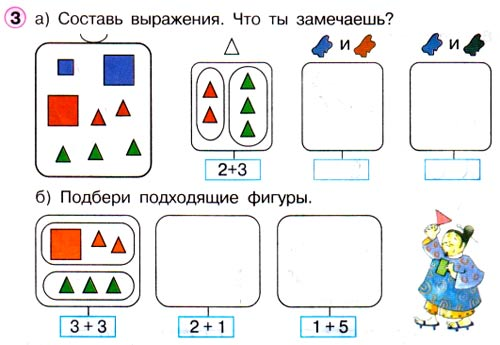 3 а) Составь выражения. Что ты замечаешь?
и и
2+3
б) Подбери подходящие фигуры.
3+3 2+1 1+5